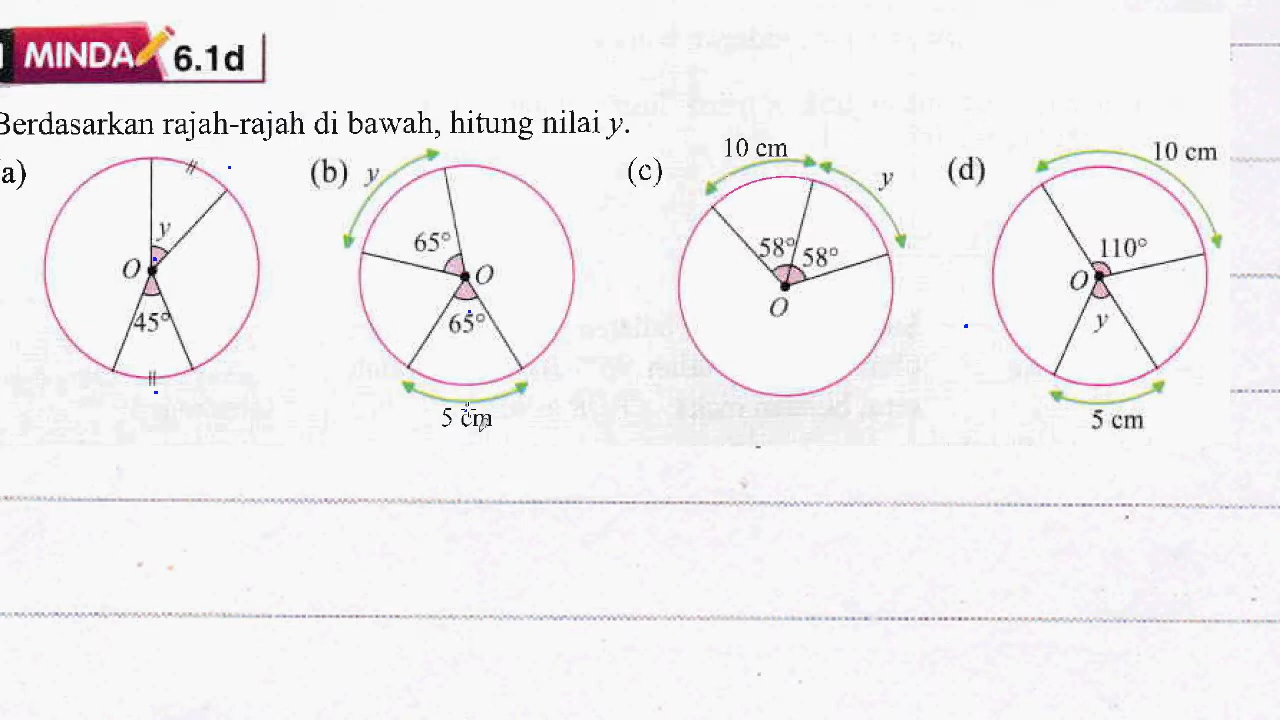 MINDA 6.1d
Berdasarkan rajah-rajah di bawah, hitung nilai y.
a) (b) (c) (d)
y O 45°
y 65° O 65° 5 cm
10 cm y 58° 58° O
10 cm 110° O y 5 cm